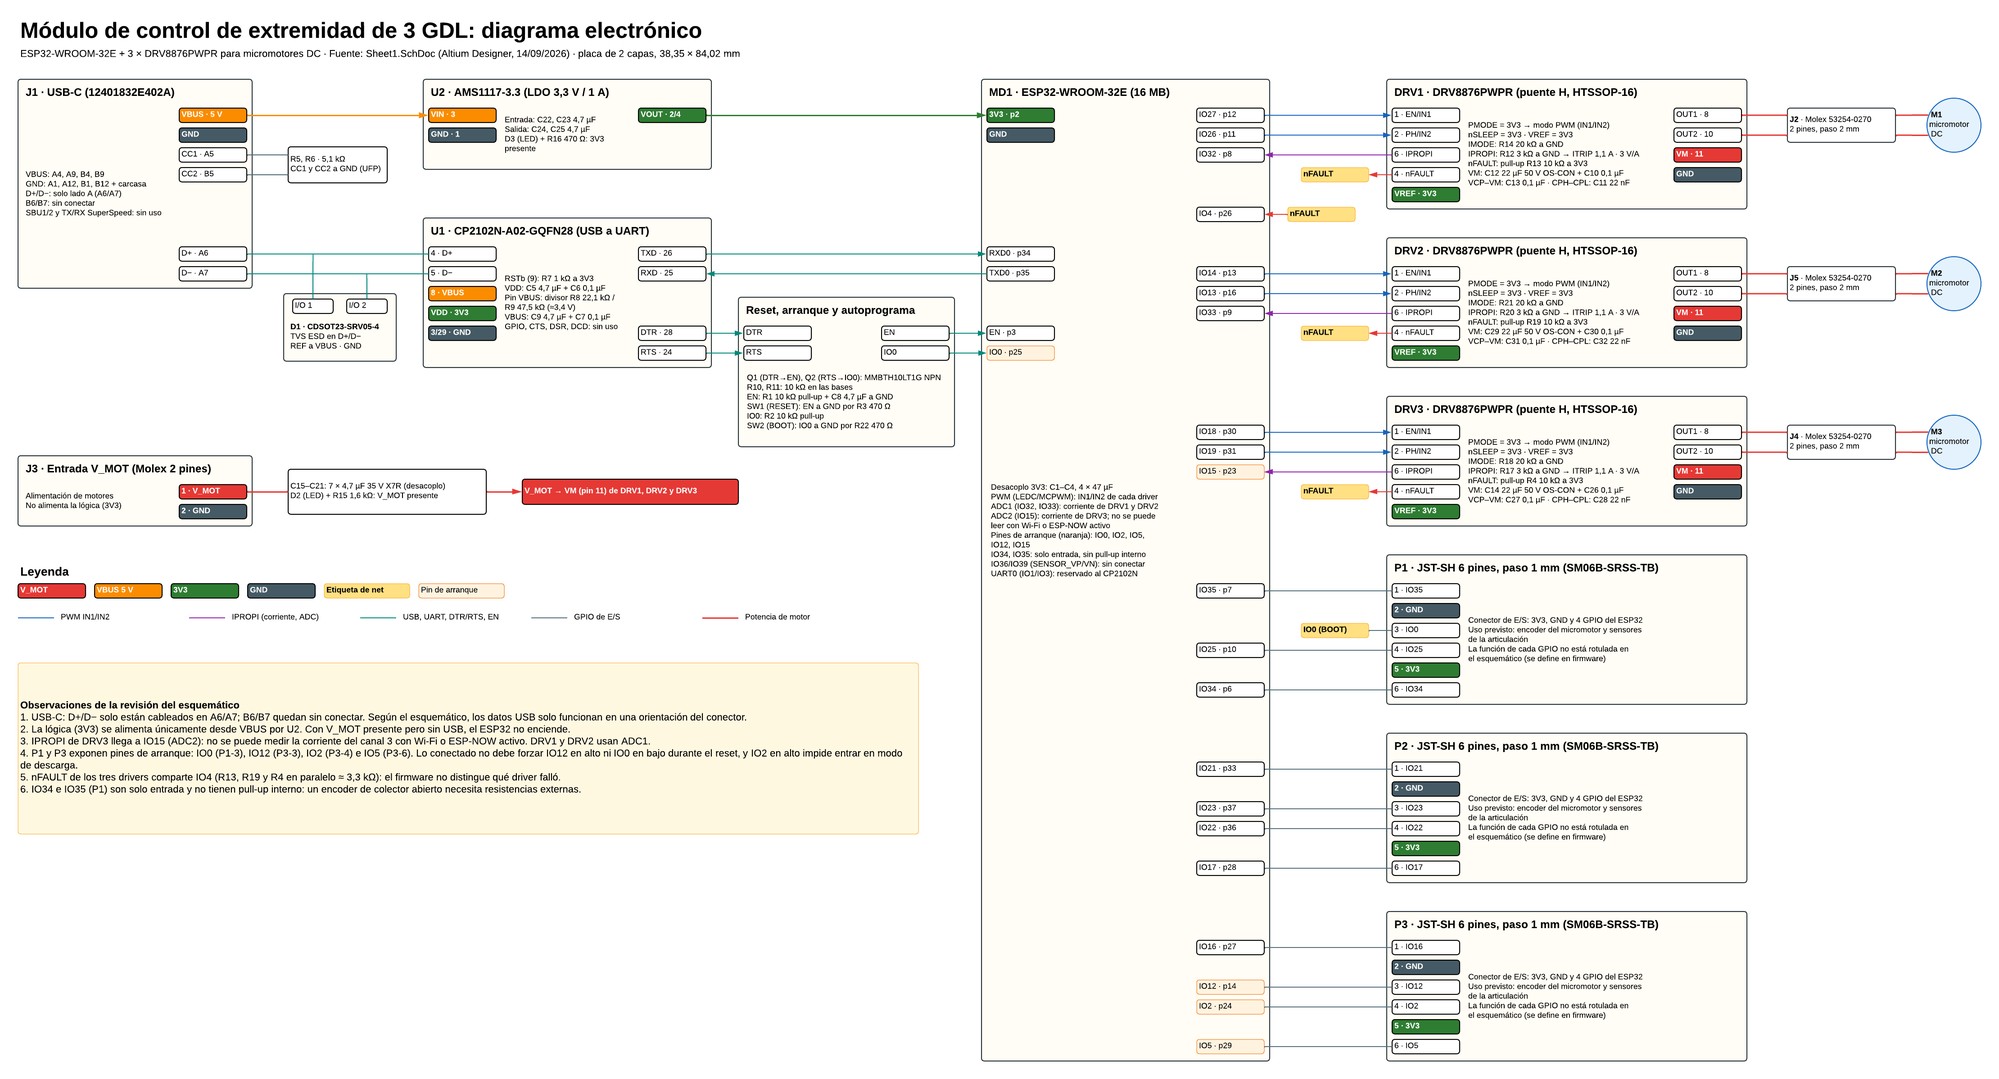 Módulo de control de extremidad de 3 GDL: diagrama electrónico
ESP32-WROOM-32E + 3 × DRV8876PWPR para micromotores DC · Fuente: Sheet1.SchDoc (Altium Designer, 14/09/2026) · placa de 2 capas, 38,35 × 84,02 mm
J1 · USB-C (12401832E402A)
VBUS · 5 V
GND
CC1 · A5
CC2 · B5
VBUS: A4, A9, B4, B9
GND: A1, A12, B1, B12 + carcasa
D+/D−: solo lado A (A6/A7)
B6/B7: sin conectar
SBU1/2 y TX/RX SuperSpeed: sin uso
D+ · A6
D− · A7
R5, R6 · 5,1 kΩ
CC1 y CC2 a GND (UFP)
I/O 1
I/O 2
D1 · CDSOT23-SRV05-4
TVS ESD en D+/D−
REF a VBUS · GND
U2 · AMS1117-3.3 (LDO 3,3 V / 1 A)
VIN · 3
GND · 1
Entrada: C22, C23 4,7 µF
Salida: C24, C25 4,7 µF
D3 (LED) + R16 470 Ω: 3V3
presente
VOUT · 2/4
U1 · CP2102N-A02-GQFN28 (USB a UART)
4 · D+
5 · D−
8 · VBUS
VDD · 3V3
3/29 · GND
RSTb (9): R7 1 kΩ a 3V3
VDD: C5 4,7 µF + C6 0,1 µF
Pin VBUS: divisor R8 22,1 kΩ /
R9 47,5 kΩ (≈3,4 V)
VBUS: C9 4,7 µF + C7 0,1 µF
GPIO, CTS, DSR, DCD: sin uso
TXD · 26
RXD · 25
DTR · 28
RTS · 24
Reset, arranque y autoprograma
DTR
RTS
EN
IO0
Q1 (DTR→EN), Q2 (RTS→IO0): MMBTH10LT1G NPN
R10, R11: 10 kΩ en las bases
EN: R1 10 kΩ pull-up + C8 4,7 µF a GND
SW1 (RESET): EN a GND por R3 470 Ω
IO0: R2 10 kΩ pull-up
SW2 (BOOT): IO0 a GND por R22 470 Ω
J3 · Entrada V_MOT (Molex 2 pines)
Alimentación de motores
No alimenta la lógica (3V3)
1 · V_MOT
2 · GND
C15–C21: 7 × 4,7 µF 35 V X7R (desacoplo)
D2 (LED) + R15 1,6 kΩ: V_MOT presente
V_MOT → VM (pin 11) de DRV1, DRV2 y DRV3
Leyenda
V_MOT
VBUS 5 V
3V3
GND
Etiqueta de net
Pin de arranque
PWM IN1/IN2
IPROPI (corriente, ADC)
USB, UART, DTR/RTS, EN
GPIO de E/S
Potencia de motor
Observaciones de la revisión del esquemático
1. USB-C: D+/D− solo están cableados en A6/A7; B6/B7 quedan sin conectar. Según el esquemático, los datos USB solo funcionan en una orientación del conector.
2. La lógica (3V3) se alimenta únicamente desde VBUS por U2. Con V_MOT presente pero sin USB, el ESP32 no enciende.
3. IPROPI de DRV3 llega a IO15 (ADC2): no se puede medir la corriente del canal 3 con Wi-Fi o ESP-NOW activo. DRV1 y DRV2 usan ADC1.
4. P1 y P3 exponen pines de arranque: IO0 (P1-3), IO12 (P3-3), IO2 (P3-4) e IO5 (P3-6). Lo conectado no debe forzar IO12 en alto ni IO0 en bajo durante el reset, y IO2 en alto impide entrar en modo
de descarga.
5. nFAULT de los tres drivers comparte IO4 (R13, R19 y R4 en paralelo ≈ 3,3 kΩ): el firmware no distingue qué driver falló.
6. IO34 e IO35 (P1) son solo entrada y no tienen pull-up interno: un encoder de colector abierto necesita resistencias externas.
MD1 · ESP32-WROOM-32E (16 MB)
3V3 · p2
GND
RXD0 · p34
TXD0 · p35
EN · p3
IO0 · p25
Desacoplo 3V3: C1–C4, 4 × 47 µF
PWM (LEDC/MCPWM): IN1/IN2 de cada driver
ADC1 (IO32, IO33): corriente de DRV1 y DRV2
ADC2 (IO15): corriente de DRV3; no se puede
leer con Wi-Fi o ESP-NOW activo
Pines de arranque (naranja): IO0, IO2, IO5,
IO12, IO15
IO34, IO35: solo entrada, sin pull-up interno
IO36/IO39 (SENSOR_VP/VN): sin conectar
UART0 (IO1/IO3): reservado al CP2102N
IO27 · p12
IO26 · p11
IO32 · p8
IO4 · p26
IO14 · p13
IO13 · p16
IO33 · p9
IO18 · p30
IO19 · p31
IO15 · p23
IO35 · p7
IO25 · p10
IO34 · p6
IO21 · p33
IO23 · p37
IO22 · p36
IO17 · p28
IO16 · p27
IO12 · p14
IO2 · p24
IO5 · p29
nFAULT
nFAULT
nFAULT
nFAULT
IO0 (BOOT)
DRV1 · DRV8876PWPR (puente H, HTSSOP-16)
1 · EN/IN1
2 · PH/IN2
6 · IPROPI
4 · nFAULT
VREF · 3V3
PMODE = 3V3 → modo PWM (IN1/IN2)
nSLEEP = 3V3 · VREF = 3V3
IMODE: R14 20 kΩ a GND
IPROPI: R12 3 kΩ a GND → ITRIP 1,1 A · 3 V/A
nFAULT: pull-up R13 10 kΩ a 3V3
VM: C12 22 µF 50 V OS-CON + C10 0,1 µF
VCP–VM: C13 0,1 µF · CPH–CPL: C11 22 nF
OUT1 · 8
OUT2 · 10
VM · 11
GND
J2 · Molex 53254-0270
2 pines, paso 2 mm
M1
micromotor
DC
DRV2 · DRV8876PWPR (puente H, HTSSOP-16)
1 · EN/IN1
2 · PH/IN2
6 · IPROPI
4 · nFAULT
VREF · 3V3
PMODE = 3V3 → modo PWM (IN1/IN2)
nSLEEP = 3V3 · VREF = 3V3
IMODE: R21 20 kΩ a GND
IPROPI: R20 3 kΩ a GND → ITRIP 1,1 A · 3 V/A
nFAULT: pull-up R19 10 kΩ a 3V3
VM: C29 22 µF 50 V OS-CON + C30 0,1 µF
VCP–VM: C31 0,1 µF · CPH–CPL: C32 22 nF
OUT1 · 8
OUT2 · 10
VM · 11
GND
J5 · Molex 53254-0270
2 pines, paso 2 mm
M2
micromotor
DC
DRV3 · DRV8876PWPR (puente H, HTSSOP-16)
1 · EN/IN1
2 · PH/IN2
6 · IPROPI
4 · nFAULT
VREF · 3V3
PMODE = 3V3 → modo PWM (IN1/IN2)
nSLEEP = 3V3 · VREF = 3V3
IMODE: R18 20 kΩ a GND
IPROPI: R17 3 kΩ a GND → ITRIP 1,1 A · 3 V/A
nFAULT: pull-up R4 10 kΩ a 3V3
VM: C14 22 µF 50 V OS-CON + C26 0,1 µF
VCP–VM: C27 0,1 µF · CPH–CPL: C28 22 nF
OUT1 · 8
OUT2 · 10
VM · 11
GND
J4 · Molex 53254-0270
2 pines, paso 2 mm
M3
micromotor
DC
P1 · JST-SH 6 pines, paso 1 mm (SM06B-SRSS-TB)
1 · IO35
2 · GND
3 · IO0
4 · IO25
5 · 3V3
6 · IO34
Conector de E/S: 3V3, GND y 4 GPIO del ESP32
Uso previsto: encoder del micromotor y sensores
de la articulación
La función de cada GPIO no está rotulada en
el esquemático (se define en firmware)
P2 · JST-SH 6 pines, paso 1 mm (SM06B-SRSS-TB)
1 · IO21
2 · GND
3 · IO23
4 · IO22
5 · 3V3
6 · IO17
Conector de E/S: 3V3, GND y 4 GPIO del ESP32
Uso previsto: encoder del micromotor y sensores
de la articulación
La función de cada GPIO no está rotulada en
el esquemático (se define en firmware)
P3 · JST-SH 6 pines, paso 1 mm (SM06B-SRSS-TB)
1 · IO16
2 · GND
3 · IO12
4 · IO2
5 · 3V3
6 · IO5
Conector de E/S: 3V3, GND y 4 GPIO del ESP32
Uso previsto: encoder del micromotor y sensores
de la articulación
La función de cada GPIO no está rotulada en
el esquemático (se define en firmware)